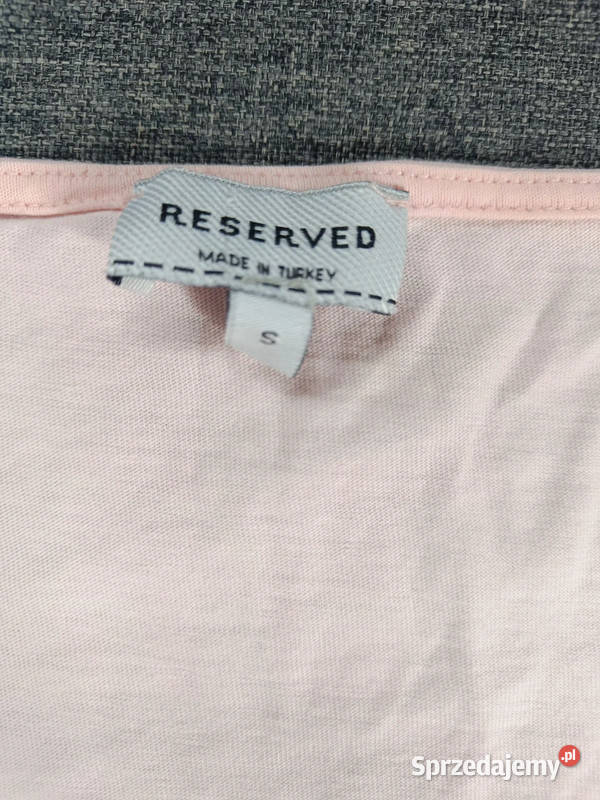 RESERVED
MADE IN TURKEY
S
Sprzedajemy.pl